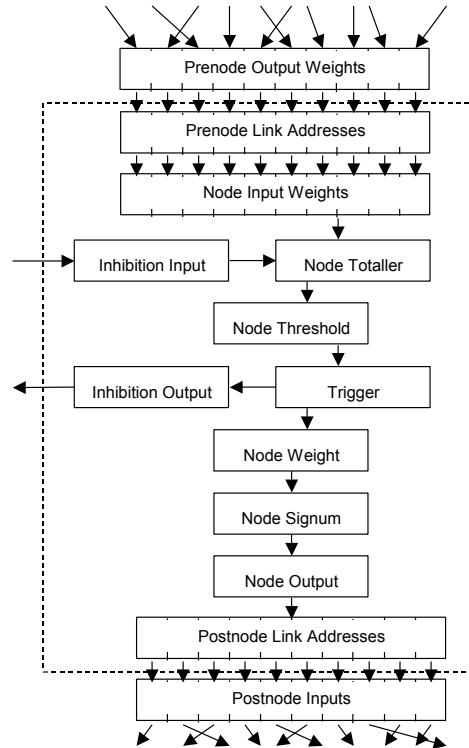 Prenode Output Weights
Prenode Link Addresses
Node Input Weights
Inhibition Input
Node Totaller
Node Threshold
Inhibition Output
Trigger
Node Weight
Node Signum
Node Output
Postnode Link Addresses
Postnode Inputs